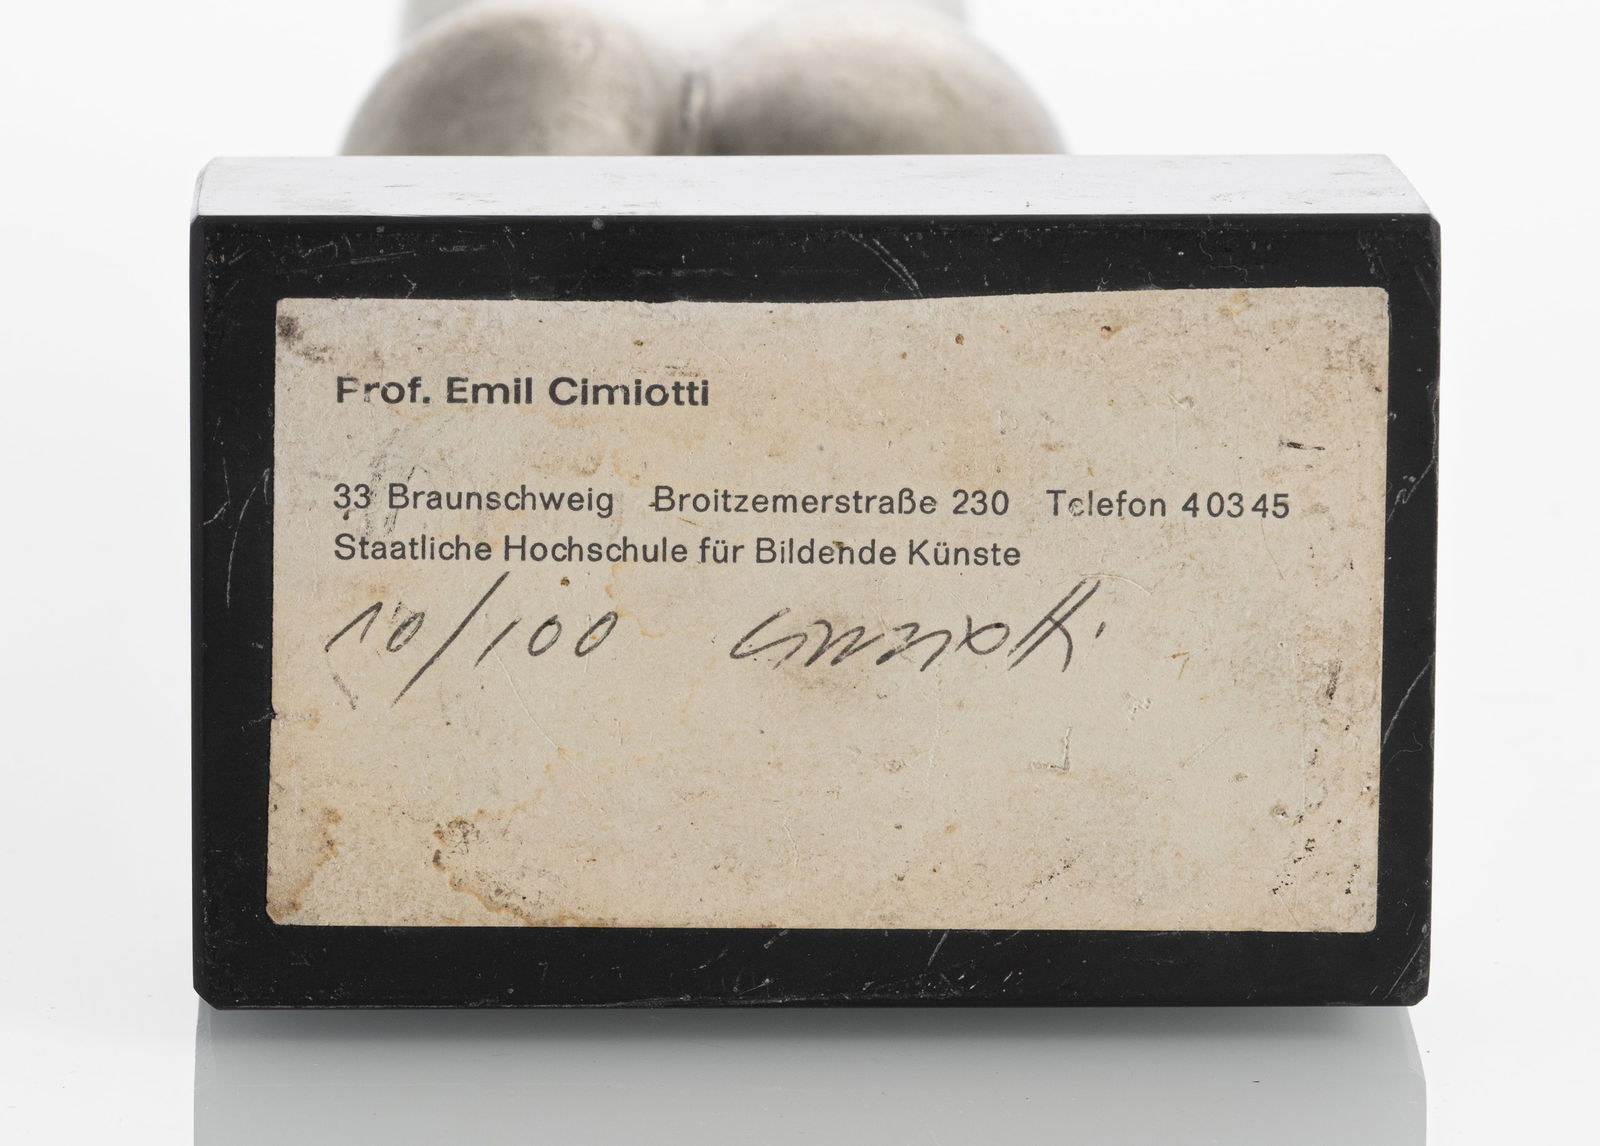 Prof. Emil Cimiotti
33 Braunschweig Broitzemerstraße 230 Telefon 40345
Staatliche Hochschule für Bildende Künste
10/100 Cimiotti.